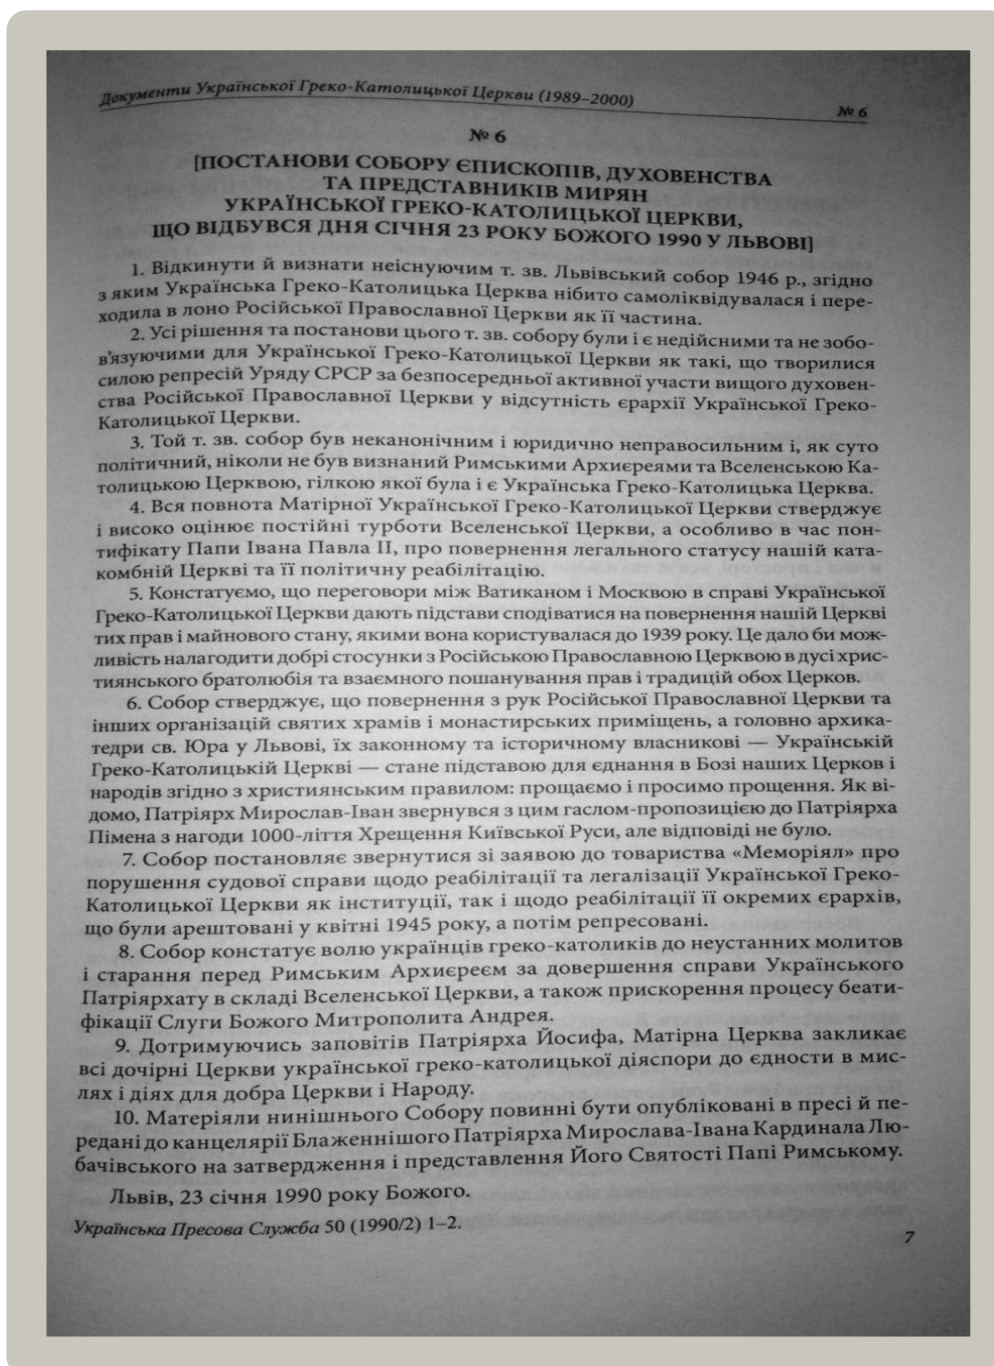 Документи Української Греко-Католицької Церкви (1989–2000)
№ 6
№ 6
[ПОСТАНОВИ СОБОРУ ЄПИСКОПІВ, ДУХОВЕНСТВА
ТА ПРЕДСТАВНИКІВ МИРЯН
УКРАЇНСЬКОЇ ГРЕКО-КАТОЛИЦЬКОЇ ЦЕРКВИ,
ЩО ВІДБУВСЯ ДНЯ СІЧНЯ 23 РОКУ БОЖОГО 1990 У ЛЬВОВІ]
1. Відкинути й визнати неіснуючим т. зв. Львівський собор 1946 р., згідно
з яким Українська Греко-Католицька Церква нібито самоліквідувалася і пере-
ходила в лоно Російської Православної Церкви як її частина.
2. Усі рішення та постанови цього т. зв. собору були і є недійсними та не зобо-
в'язуючими для Української Греко-Католицької Церкви як такі, що творилися
силою репресій Уряду СРСР за безпосередньої активної участи вищого духовен-
ства Російської Православної Церкви у відсутність єрархії Української Греко-
Католицької Церкви.
3. Той т. зв. собор був неканонічним і юридично неправосильним і, як суто
політичний, ніколи не був визнаний Римськими Архиєреями та Вселенською Ка-
толицькою Церквою, гілкою якої була і є Українська Греко-Католицька Церква.
4. Вся повнота Матірної Української Греко-Католицької Церкви стверджує
і високо оцінює постійні турботи Вселенської Церкви, а особливо в час пон-
тифікату Папи Івана Павла II, про повернення легального статусу нашій ката-
комбній Церкві та її політичну реабілітацію.
5. Констатуємо, що переговори між Ватиканом і Москвою в справі Української
Греко-Католицької Церкви дають підстави сподіватися на повернення нашій Церкві
тих прав і майнового стану, якими вона користувалася до 1939 року. Це дало би мож-
ливість налагодити добрі стосунки з Російською Православною Церквою в дусі хрис-
тиянського братолюбія та взаємного пошанування прав і традицій обох Церков.
6. Собор стверджує, що повернення з рук Російської Православної Церкви та
інших організацій святих храмів і монастирських приміщень, а головно архика-
тедри св. Юра у Львові, їх законному та історичному власникові — Українській
Греко-Католицькій Церкві — стане підставою для єднання в Бозі наших Церков і
народів згідно з християнським правилом: прощаємо і просимо прощення. Як ві-
домо, Патріярх Мирослав-Іван звернувся з цим гаслом-пропозицією до Патріярха
Пімена з нагоди 1000-ліття Хрещення Київської Руси, але відповіді не було.
7. Собор постановляє звернутися зі заявою до товариства «Меморіял» про
порушення судової справи щодо реабілітації та легалізації Української Греко-
Католицької Церкви як інституції, так і щодо реабілітації її окремих єрархів,
що були арештовані у квітні 1945 року, а потім репресовані.
8. Собор констатує волю українців греко-католиків до неустанних молитов
і старання перед Римським Архиєреєм за довершення справи Українського
Патріярхату в складі Вселенської Церкви, а також прискорення процесу беати-
фікації Слуги Божого Митрополита Андрея.
9. Дотримуючись заповітів Патріярха Йосифа, Матірна Церква закликає
всі дочірні Церкви української греко-католицької діяспори до єдности в мис-
лях і діях для добра Церкви і Народу.
10. Матеріяли нинішнього Собору повинні бути опубліковані в пресі й пе-
редані до канцелярії Блаженнішого Патріярха Мирослава-Івана Кардинала Лю-
бачівського на затвердження і представлення Його Святості Папі Римському.
Львів, 23 січня 1990 року Божого.
Українська Пресова Служба 50 (1990/2) 1–2.
7